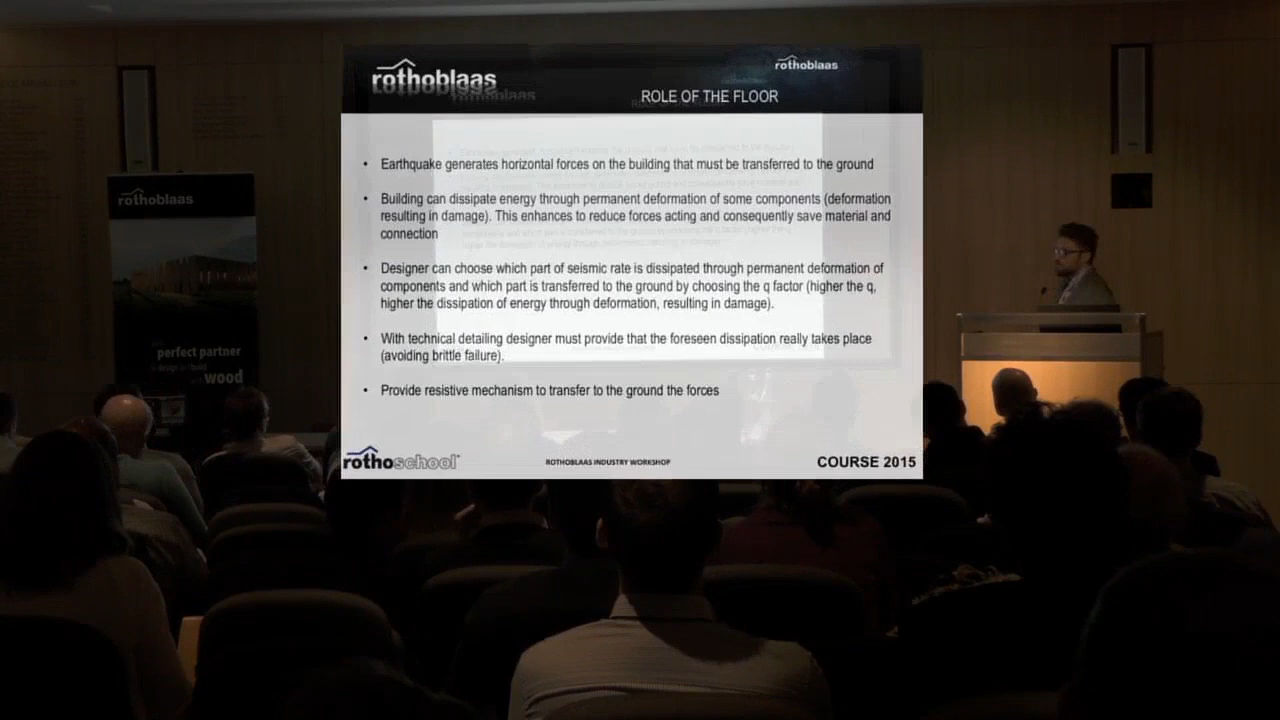 rothoblaas
rothoblaas
ROLE OF THE FLOOR
• Earthquake generates horizontal forces on the building that must be transferred to the ground
• Building can dissipate energy through permanent deformation of some components (deformation
resulting in damage). This enhances to reduce forces acting and consequently save material and
connection
• Designer can choose which part of seismic rate is dissipated through permanent deformation of
components and which part is transferred to the ground by choosing the q factor (higher the q,
higher the dissipation of energy through deformation, resulting in damage).
• With technical detailing designer must provide that the foreseen dissipation really takes place
(avoiding brittle failure).
• Provide resistive mechanism to transfer to the ground the forces
rothoschool
ROTHOBLAAS INDUSTRY WORKSHOP
COURSE 2015
rothoblaas
perfect partner
wood